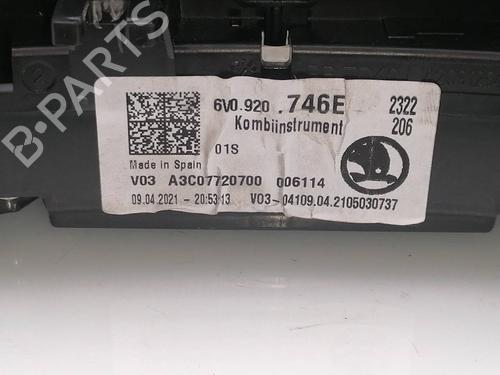 6V0.920 .746E 2322
Kombiinstrument 206
01S
Made in Spain
V03 A3C07720700 006114
09.04.2021 - 20:53:13 V03-04109.04.2105030737
B-PARTS